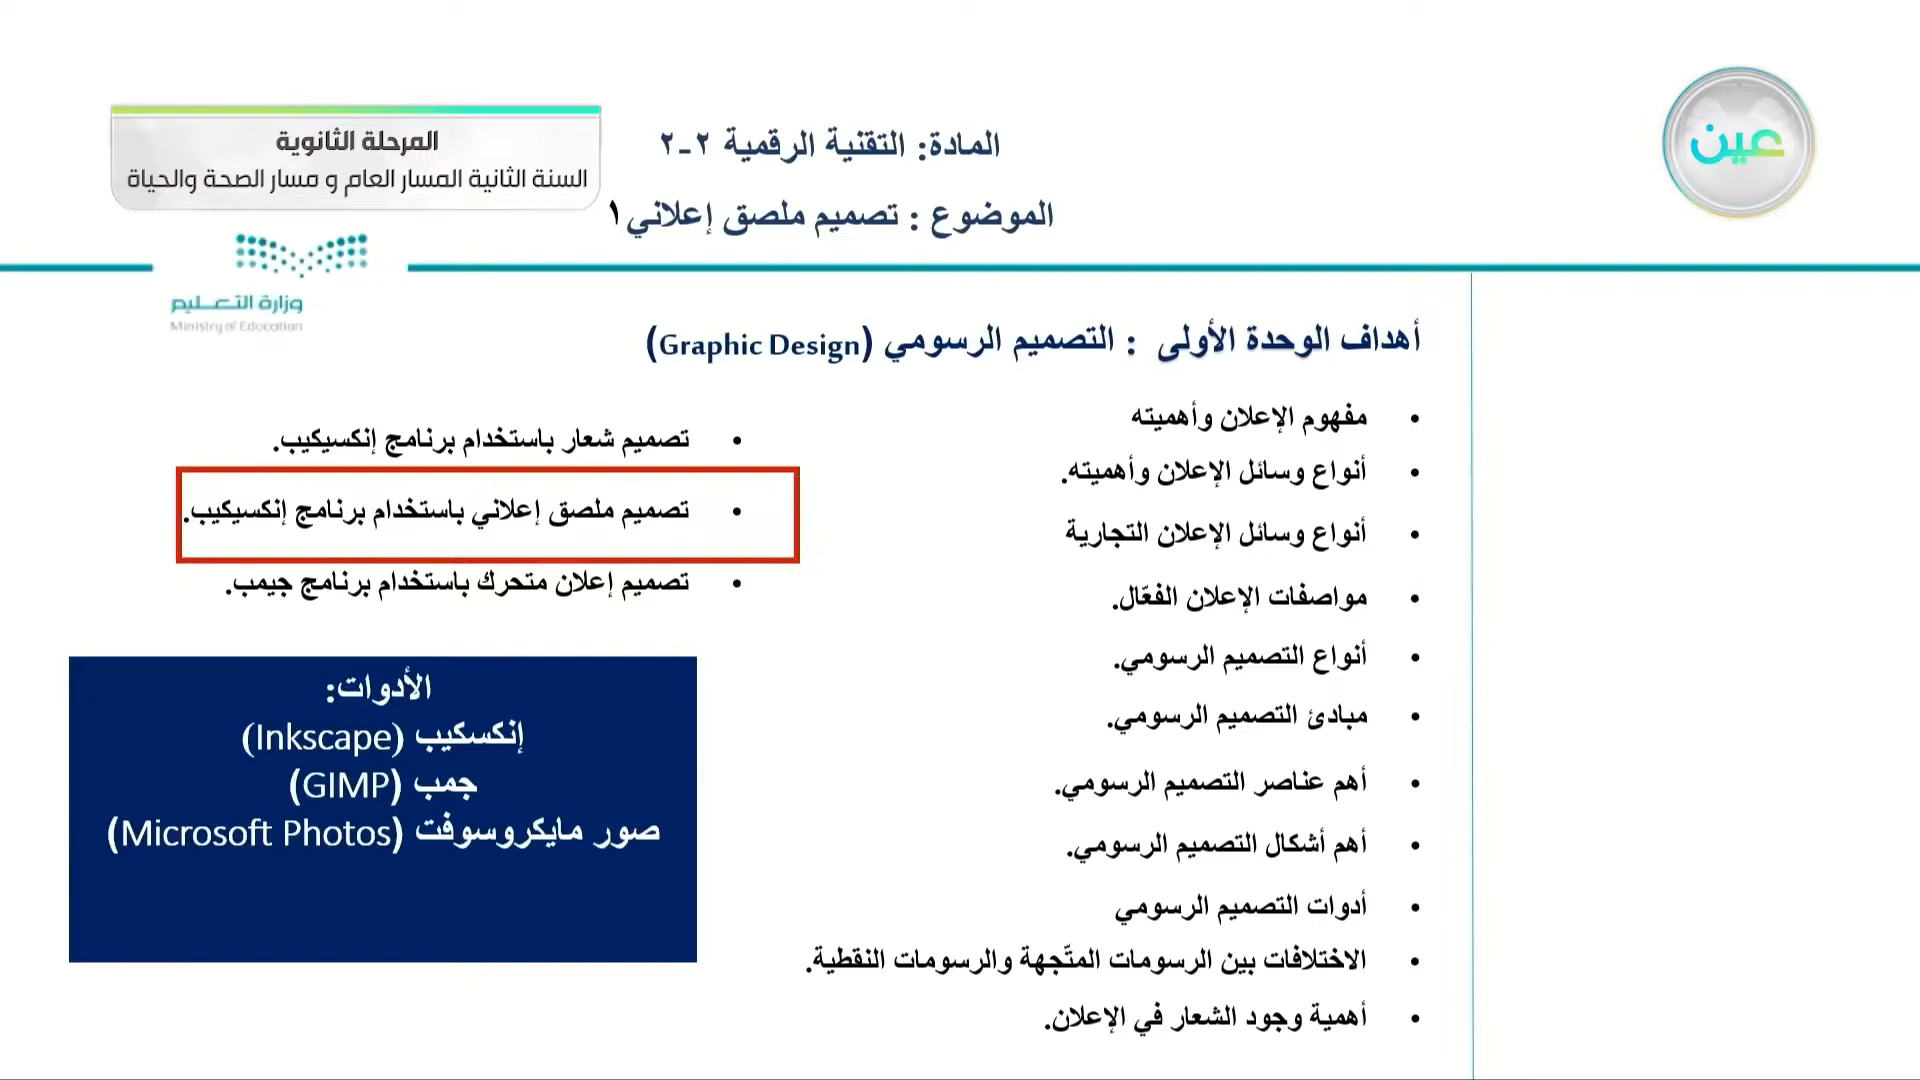 عين
المادة: التقنية الرقمية ٢-٢
الموضوع : تصميم ملصق إعلاني ١
المرحلة الثانوية
السنة الثانية المسار العام و مسار الصحة والحياة
وزارة التعليم
Ministry of Education
أهداف الوحدة الأولى : التصميم الرسومي (Graphic Design)
• مفهوم الإعلان وأهميته
• أنواع وسائل الإعلان وأهميته.
• أنواع وسائل الإعلان التجارية
• مواصفات الإعلان الفعّال.
• أنواع التصميم الرسومي.
• مبادئ التصميم الرسومي.
• أهم عناصر التصميم الرسومي.
• أهم أشكال التصميم الرسومي.
• أدوات التصميم الرسومي
• الاختلافات بين الرسومات المتّجهة والرسومات النقطية.
• أهمية وجود الشعار في الإعلان.
• تصميم شعار باستخدام برنامج إنكسيكيب.
• تصميم ملصق إعلاني باستخدام برنامج إنكسيكيب.
• تصميم إعلان متحرك باستخدام برنامج جيمب.
الأدوات:
إنكسكيب (Inkscape)
جمب (GIMP)
صور مايكروسوفت (Microsoft Photos)